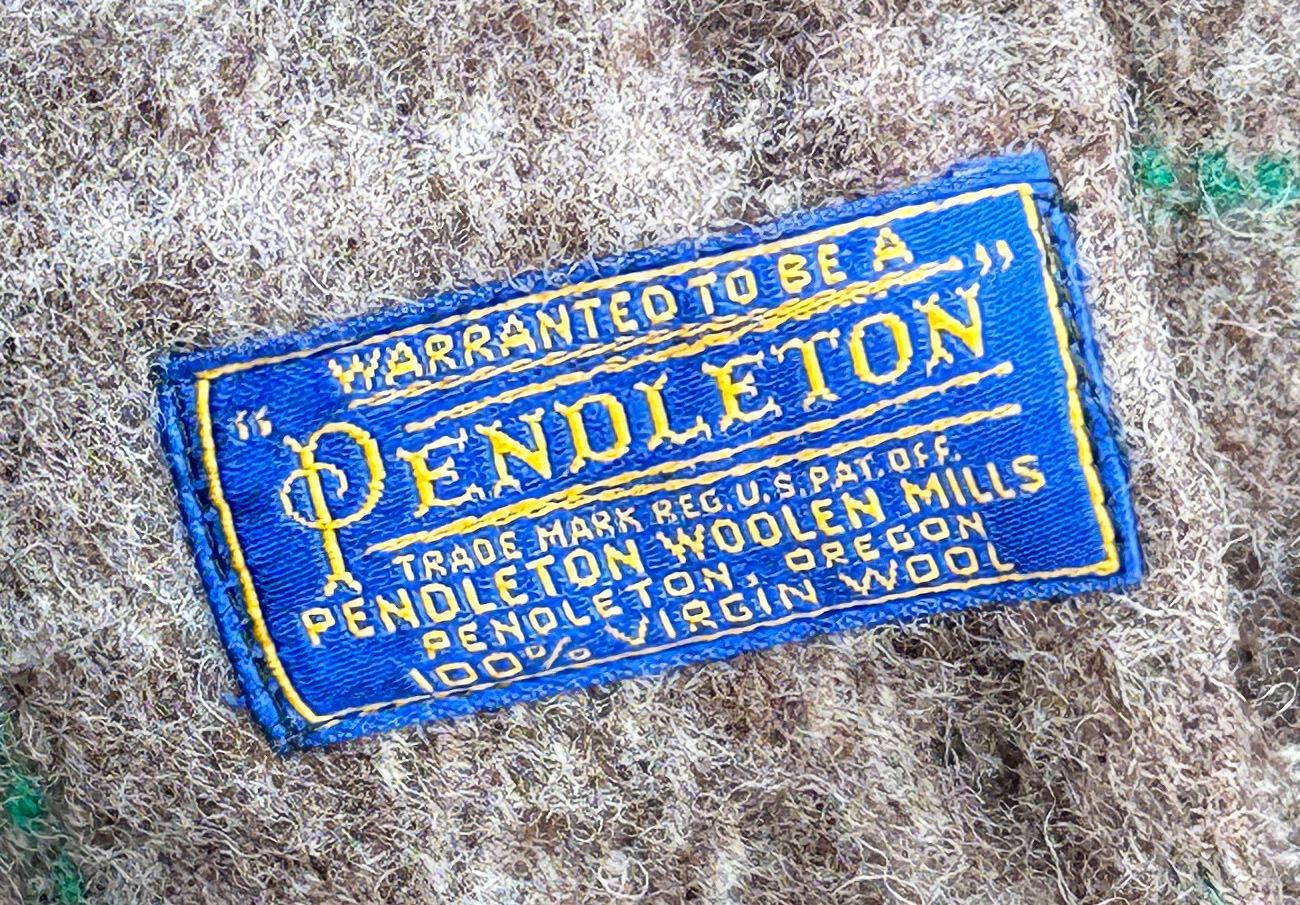 WARRANTED TO BE A
"PENDLETON"
TRADE MARK REG. U.S. PAT. OFF.
PENDLETON WOOLEN MILLS
PENDLETON, OREGON
100% VIRGIN WOOL